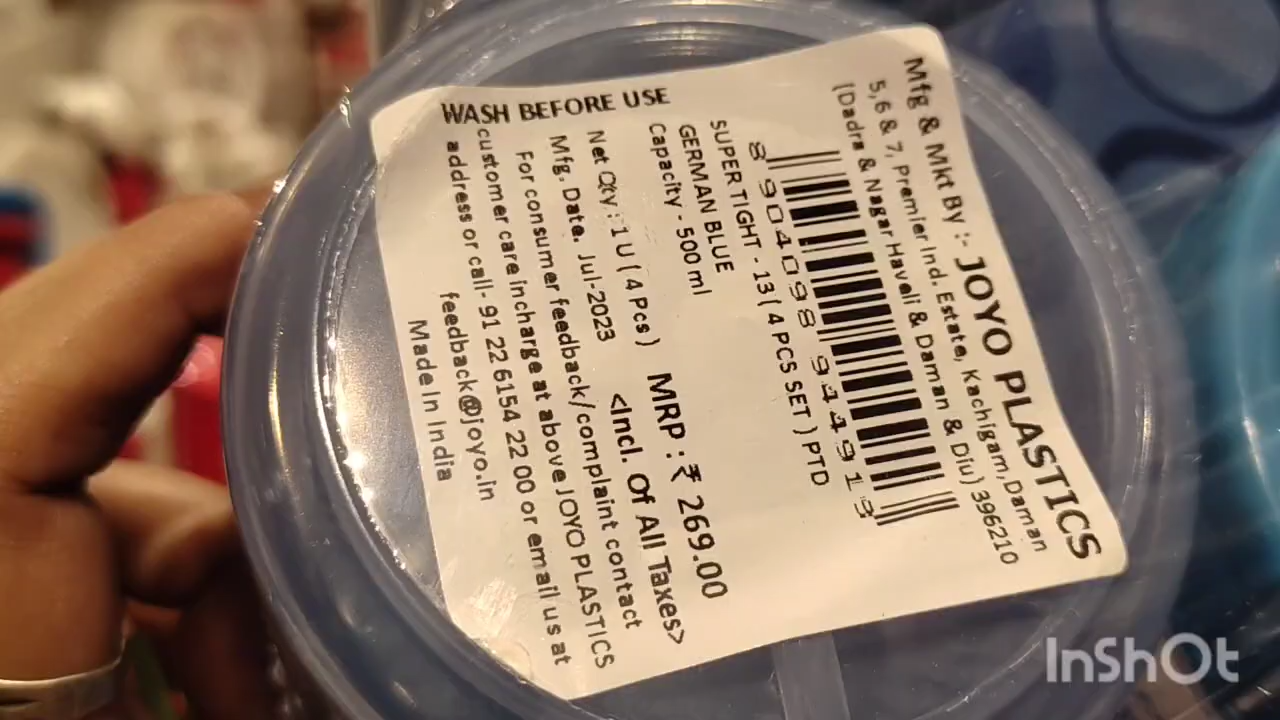 Mfg & Mkt By :- JOYO PLASTICS
5,6 & 7, Premier Ind. Estate, Kachigam,Daman
(Dadra & Nagar Haveli & Daman & Diu) 396210
8 904098 944913
SUPER TIGHT - 13 ( 4 PCS SET ) PTD
GERMAN BLUE
Capacity - 500 ml
MRP : ₹ 269.00
Net Qty : 1 U ( 4 Pcs ) <Incl. Of All Taxes>
Mfg. Date. Jul-2023
For consumer feedback/complaint contact
customer care incharge at above JOYO PLASTICS
address or call- 91 22 6154 22 00 or email us at
feedback@joyo.in
Made In India
WASH BEFORE USE
InShOt